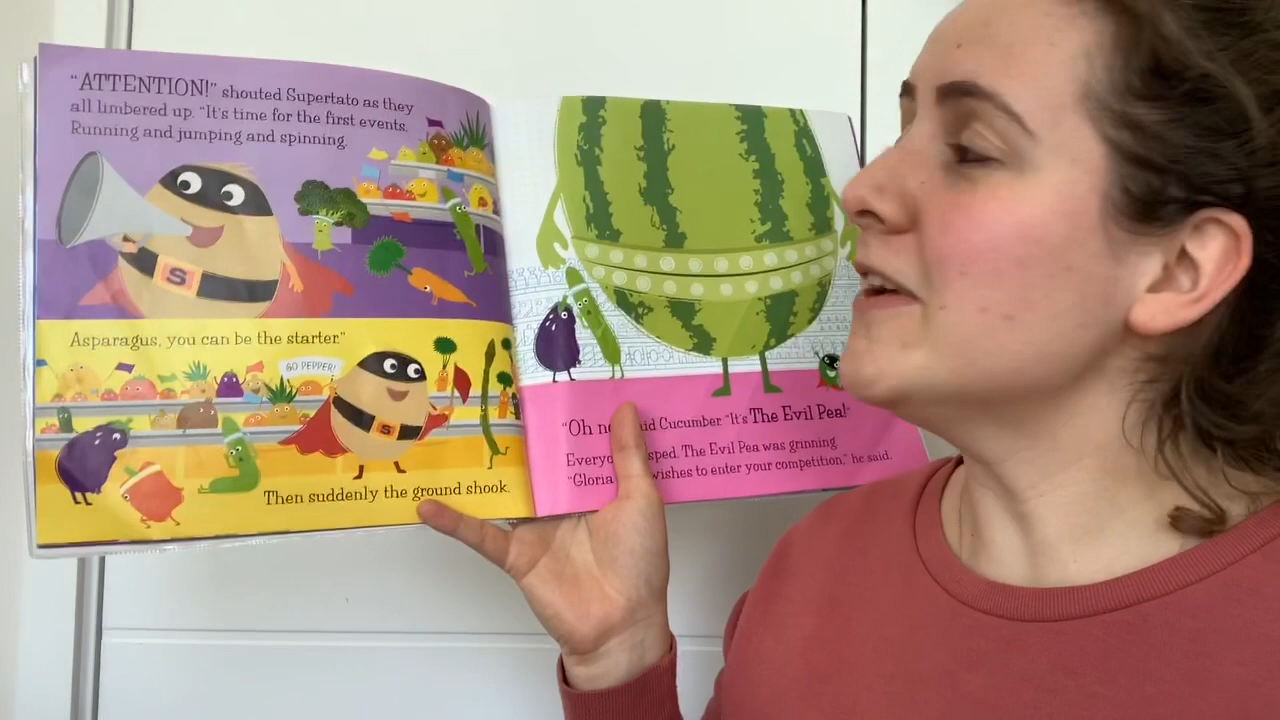 "ATTENTION!" shouted Supertato as they
all limbered up. "It's time for the first events.
Running and jumping and spinning.
S
Asparagus, you can be the starter."
GO PEPPER!
S
Then suddenly the ground shook.
"Oh Cucumber. "It's The Evil Pea!"
The Evil Pea was grinning.
"Gloria wishes to enter your competition," he said.